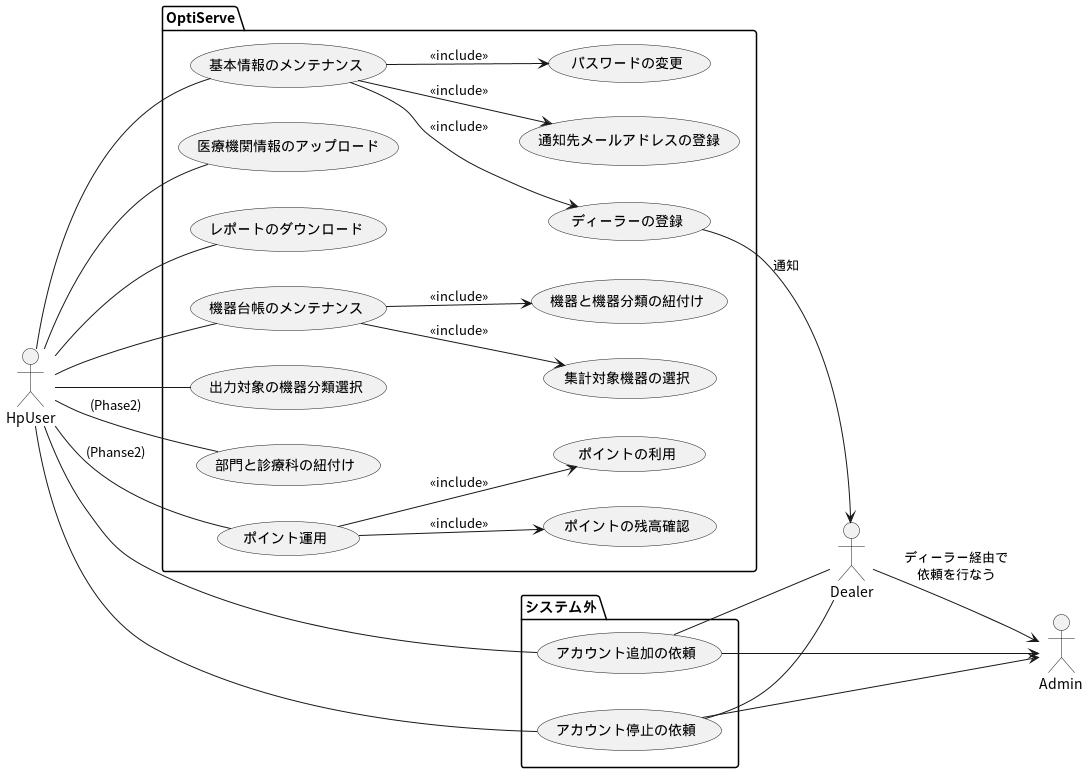 OptiServe
基本情報のメンテナンス
«include»
パスワードの変更
«include»
通知先メールアドレスの登録
«include»
医療機関情報のアップロード
ディーラーの登録
レポートのダウンロード
通知
機器台帳のメンテナンス
«include»
機器と機器分類の紐付け
«include»
集計対象機器の選択
出力対象の機器分類選択
HpUser
(Phase2)
(Phanse2)
部門と診療科の紐付け
ポイントの利用
«include»
ポイント運用
«include»
ポイントの残高確認
Dealer
ディーラー経由で
依頼を行なう
システム外
アカウント追加の依頼
Admin
アカウント停止の依頼